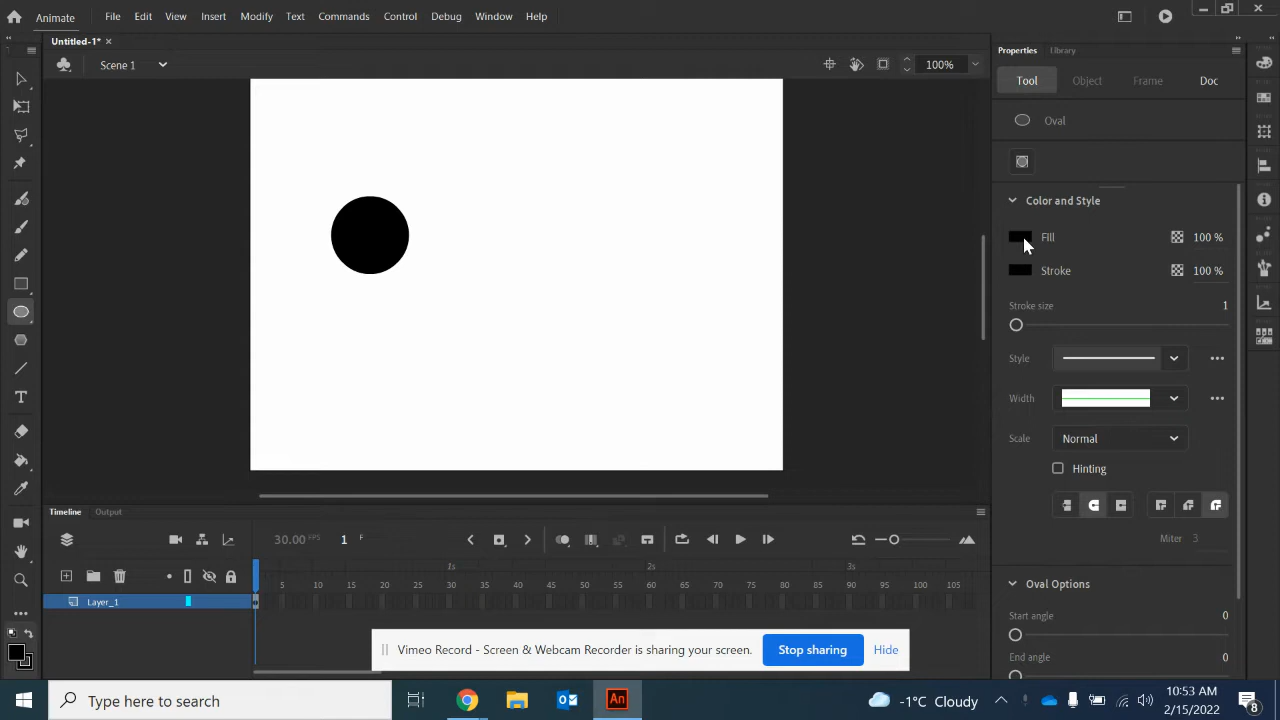 Animate File Edit View Insert Modify Text Commands Control Debug Window Help
Untitled-1*
Scene 1
100%
Properties Library
Tool Object Frame Doc
Oval
Color and Style
Fill 100 %
Stroke 100 %
Stroke size 1
Style
Width
Scale Normal
Hinting
Miter 3
Oval Options
Start angle 0
End angle 0
Timeline Output
30.00 FPS 1 F
1s 2s 3s
5 10 15 20 25 30 35 40 45 50 55 60 65 70 75 80 85 90 95 100 105
Layer_1
Vimeo Record - Screen & Webcam Recorder is sharing your screen. Stop sharing Hide
Type here to search
An
-1°C Cloudy
10:53 AM
2/15/2022
8